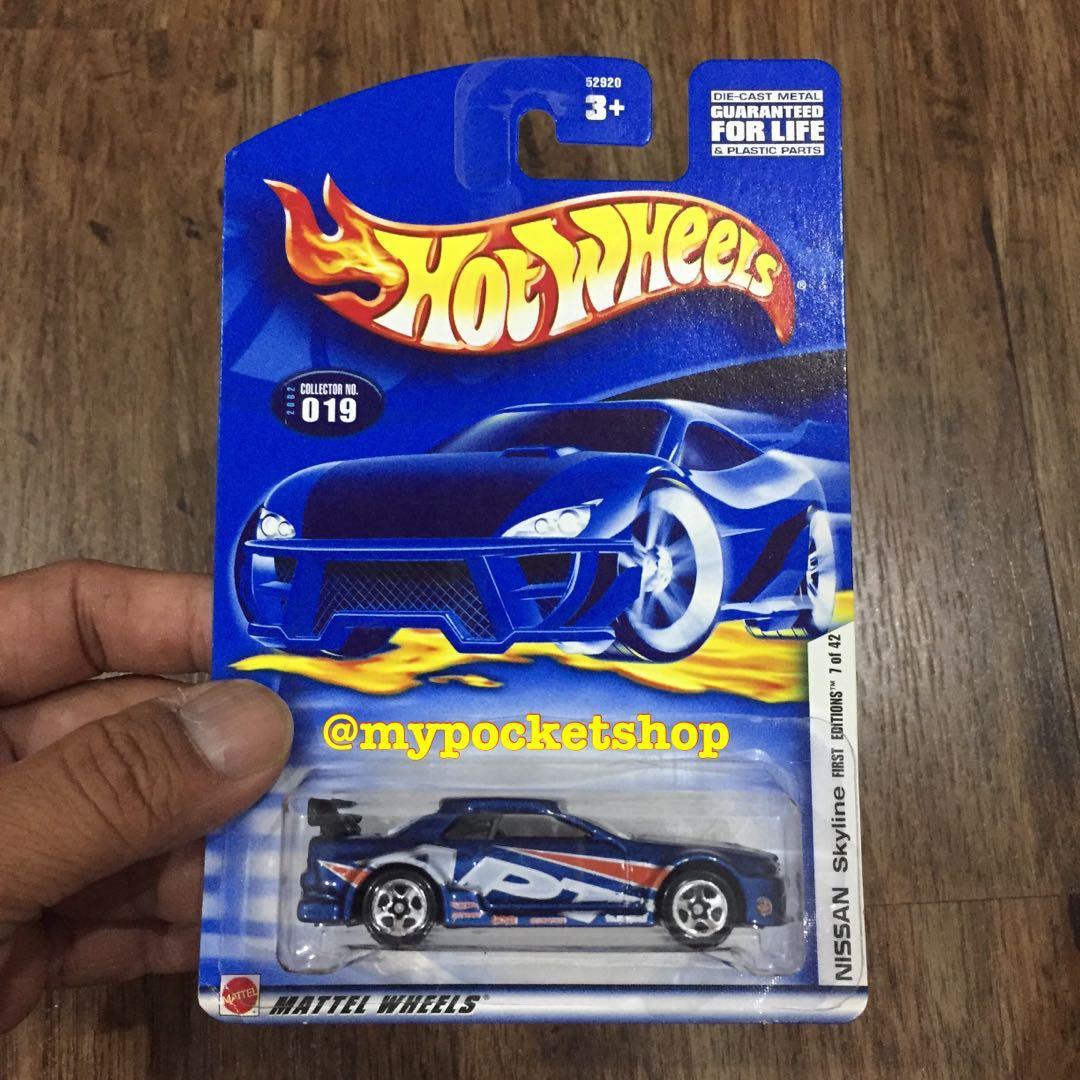 52920
3+
DIE-CAST METAL
GUARANTEED
FOR LIFE
& PLASTIC PARTS
HOT WHEELS®
2002
COLLECTOR NO.
019
NISSAN Skyline FIRST EDITIONS™ 7 of 42
@mypocketshop
MATTEL
MATTEL WHEELS®